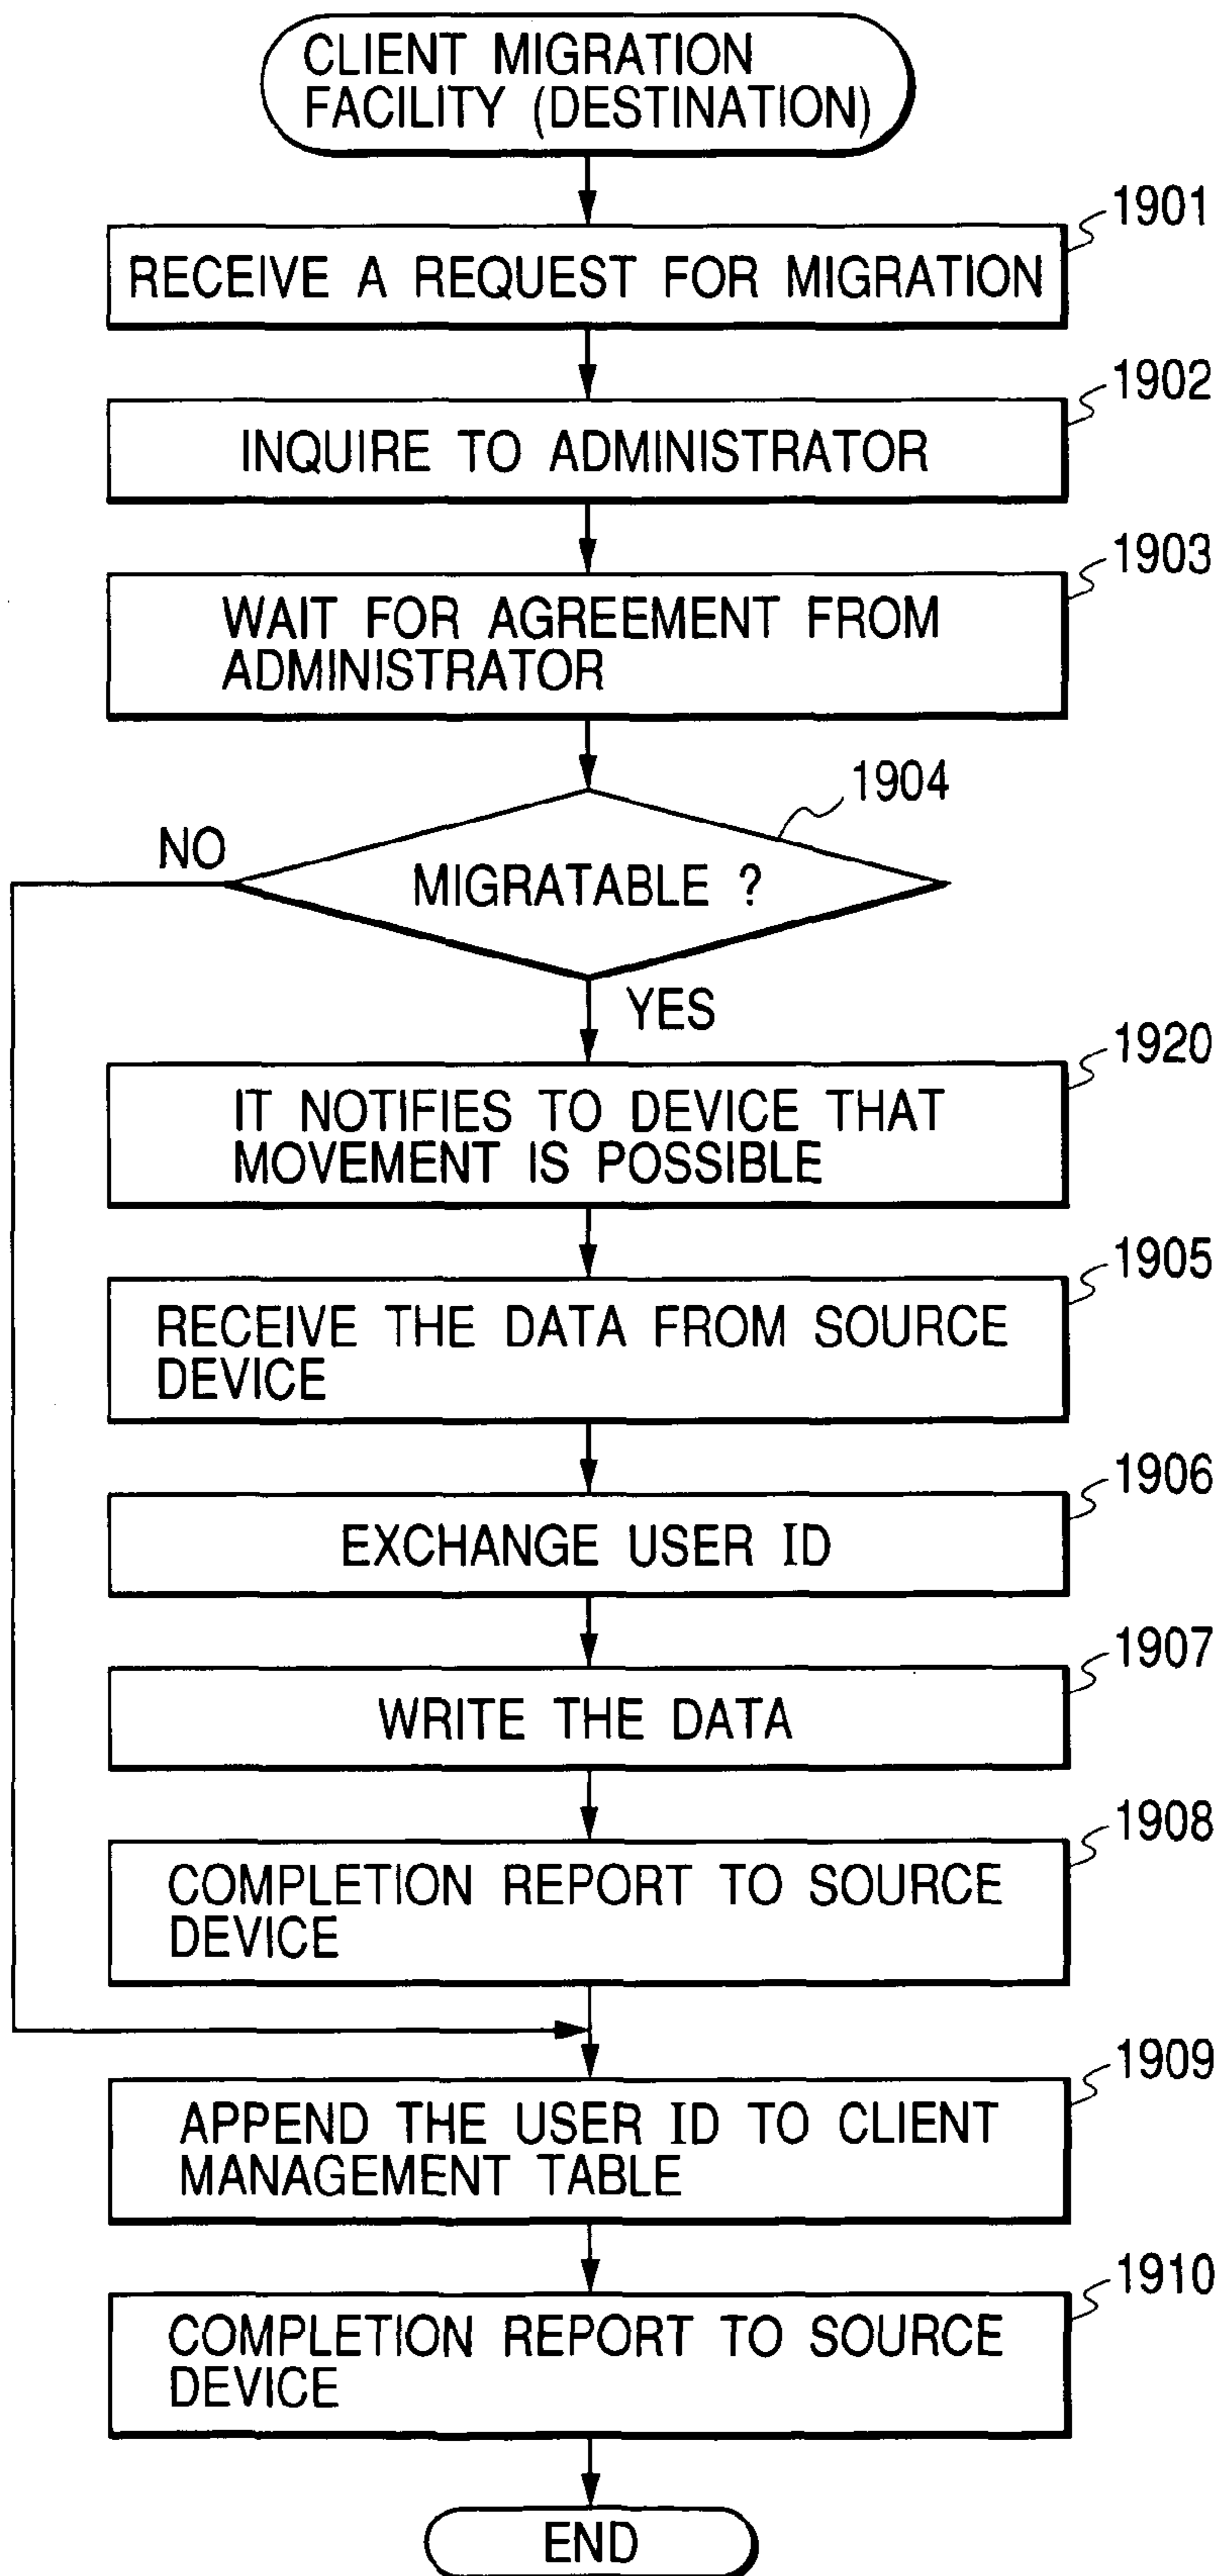 CLIENT MIGRATION
FACILITY (DESTINATION)
1901
RECEIVE A REQUEST FOR MIGRATION
1902
INQUIRE TO ADMINISTRATOR
1903
WAIT FOR AGREEMENT FROM
ADMINISTRATOR
1904
NO
MIGRATABLE ?
YES
1920
IT NOTIFIES TO DEVICE THAT
MOVEMENT IS POSSIBLE
1905
RECEIVE THE DATA FROM SOURCE
DEVICE
1906
EXCHANGE USER ID
1907
WRITE THE DATA
1908
COMPLETION REPORT TO SOURCE
DEVICE
1909
APPEND THE USER ID TO CLIENT
MANAGEMENT TABLE
1910
COMPLETION REPORT TO SOURCE
DEVICE
END